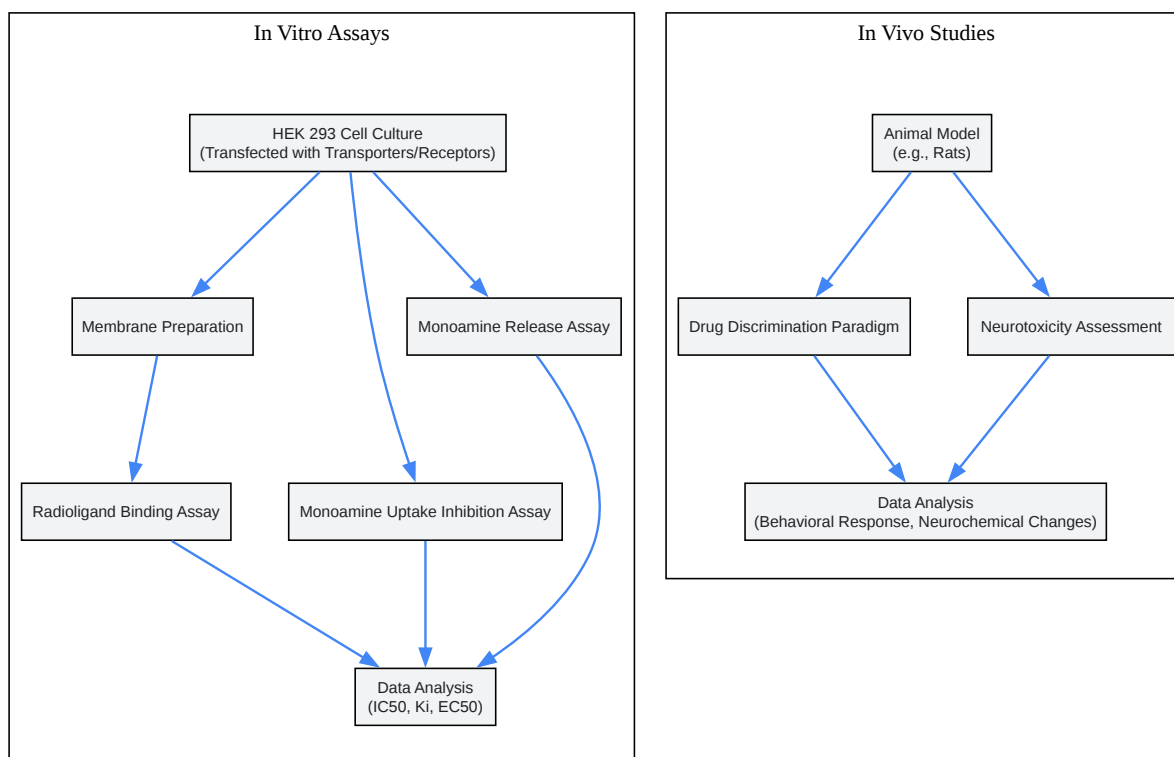 In Vitro Assays
HEK 293 Cell Culture
(Transfected with Transporters/Receptors)
Membrane Preparation
Monoamine Release Assay
Radioligand Binding Assay
Monoamine Uptake Inhibition Assay
Data Analysis
(IC50, Ki, EC50)
In Vivo Studies
Animal Model
(e.g., Rats)
Drug Discrimination Paradigm
Neurotoxicity Assessment
Data Analysis
(Behavioral Response, Neurochemical Changes)